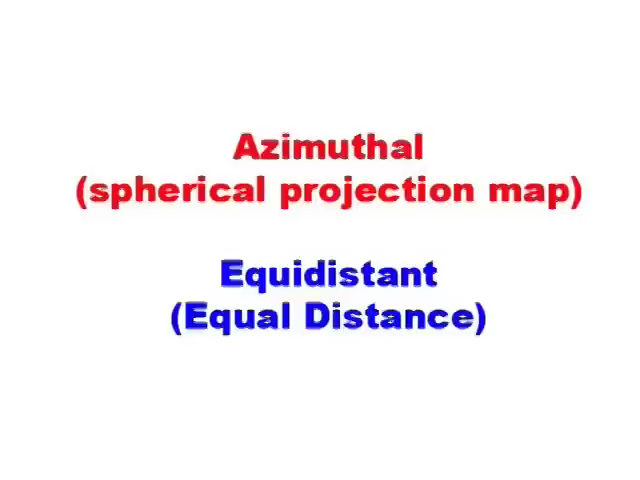 Azimuthal
(spherical projection map)
Equidistant
(Equal Distance)